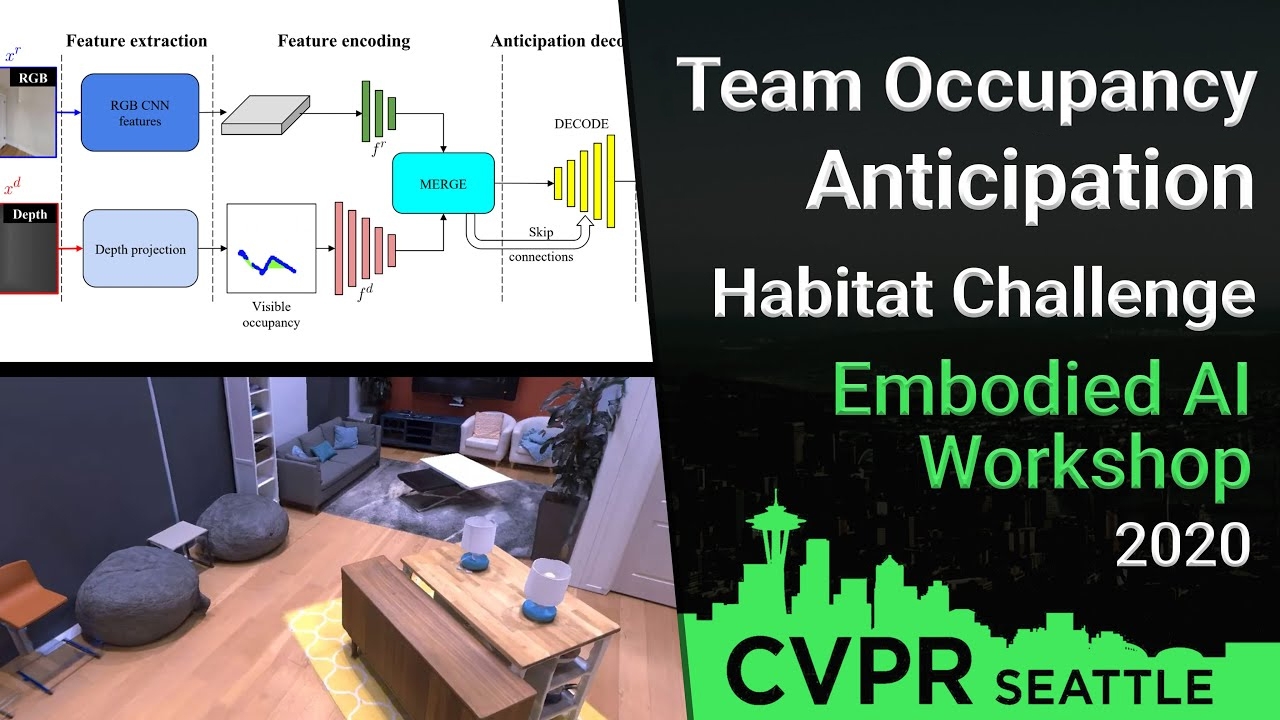 Feature extraction
Feature encoding
Anticipation deco
x^r
RGB
RGB CNN
features
f^r
DECODE
MERGE
x^d
Depth
Depth projection
f^d
Visible
occupancy
Skip
connections
Team Occupancy
Anticipation
Habitat Challenge
Embodied AI
Workshop
2020
CVPR SEATTLE